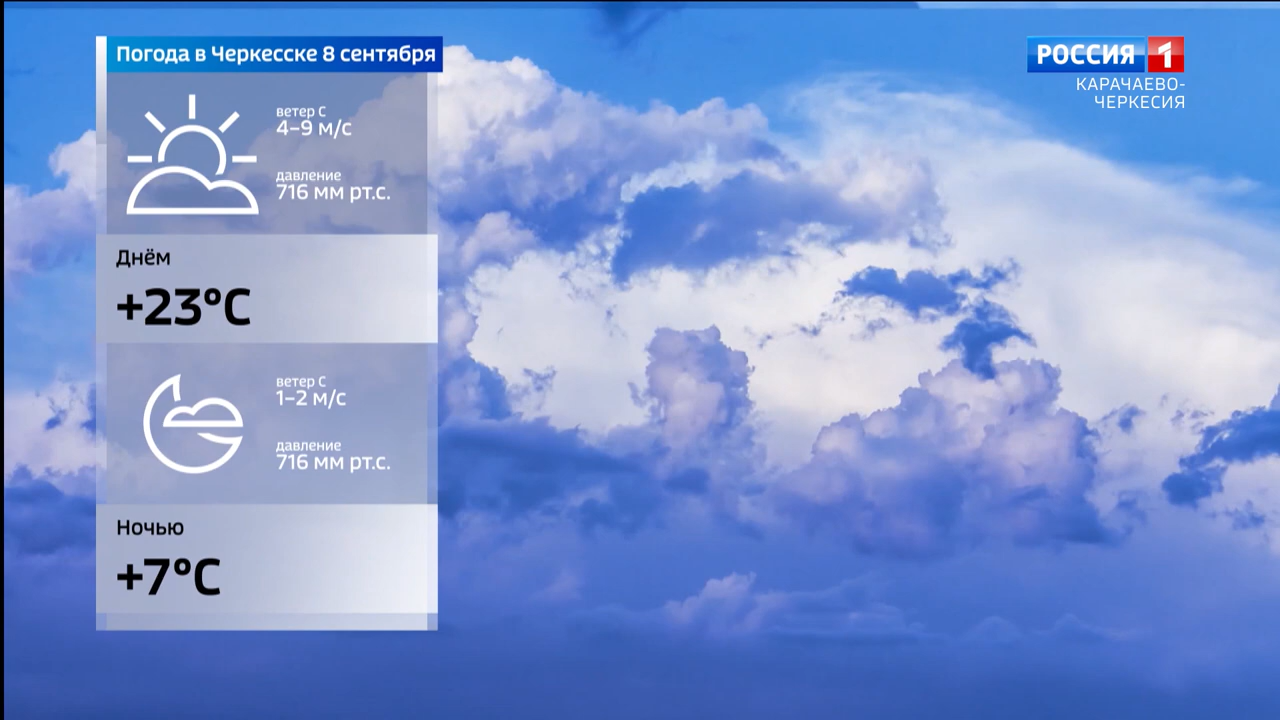 Погода в Черкесске 8 сентября
ветер С
4–9 м/с
давление
716 мм рт.с.
Днём
+23°C
ветер С
1–2 м/с
давление
716 мм рт.с.
Ночью
+7°C
РОССИЯ 1
КАРАЧАЕВО-
ЧЕРКЕСИЯ